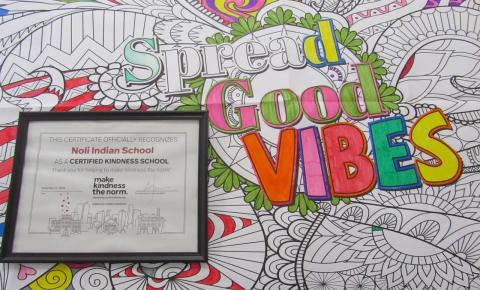 Spread
Good
VIBES
THIS CERTIFICATE OFFICIALLY RECOGNIZES
Noli Indian School
AS A CERTIFIED KINDNESS SCHOOL
make
kindness
the norm.